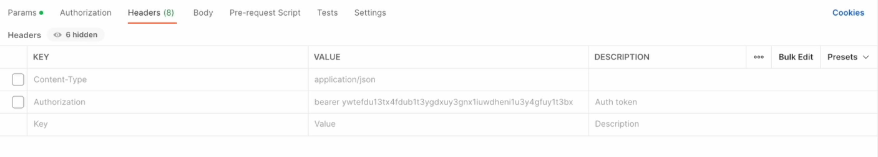 Params Authorization Headers (8) Body Pre-request Script Tests Settings Cookies
Headers 6 hidden
KEY VALUE DESCRIPTION Bulk Edit Presets
Content-Type application/json
Authorization bearer ywtefdu13tx4fdub1t3ygdxuy3gnx1iuwdheni1u3y4gfuy1t3bx Auth token
Key Value Description